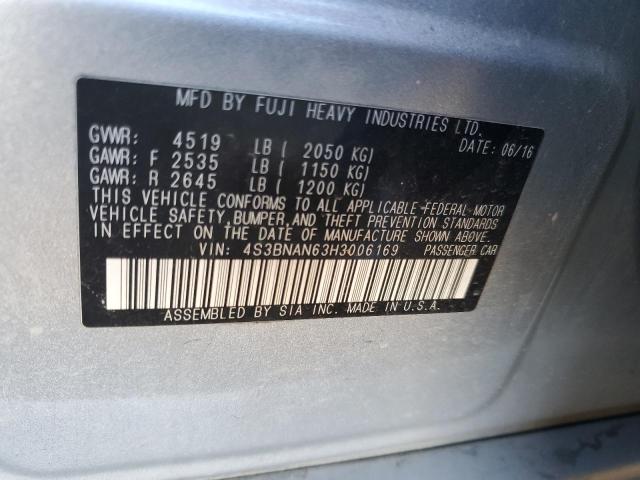 MFD BY FUJI HEAVY INDUSTRIES LTD.
DATE: 06/16
GVWR: 4519 LB ( 2050 KG)
GAWR: F 2535 LB ( 1150 KG)
GAWR: R 2645 LB ( 1200 KG)
THIS VEHICLE CONFORMS TO ALL APPLICABLE FEDERAL MOTOR
VEHICLE SAFETY, BUMPER, AND THEFT PREVENTION STANDARDS
IN EFFECT ON THE DATE OF MANUFACTURE SHOWN ABOVE.
VIN: 4S3BNAN63H3006169 PASSENGER CAR
ASSEMBLED BY SIA INC. MADE IN U.S.A.